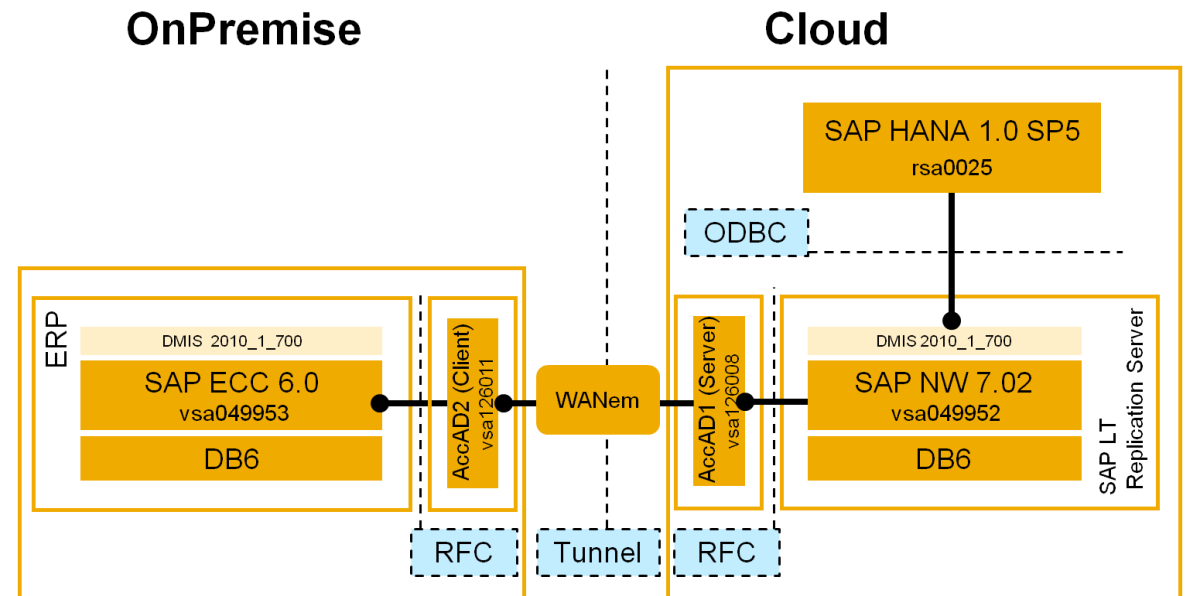 OnPremise
Cloud
SAP HANA 1.0 SP5
rsa0025
ODBC
ERP
DMIS 2010_1_700
SAP ECC 6.0
vsa049953
DB6
AccAD2 (Client)
vsa126011
WANem
AccAD1 (Server)
vsa126008
DMIS 2010_1_700
SAP NW 7.02
vsa049952
DB6
SAP LT
Replication Server
RFC
Tunnel
RFC